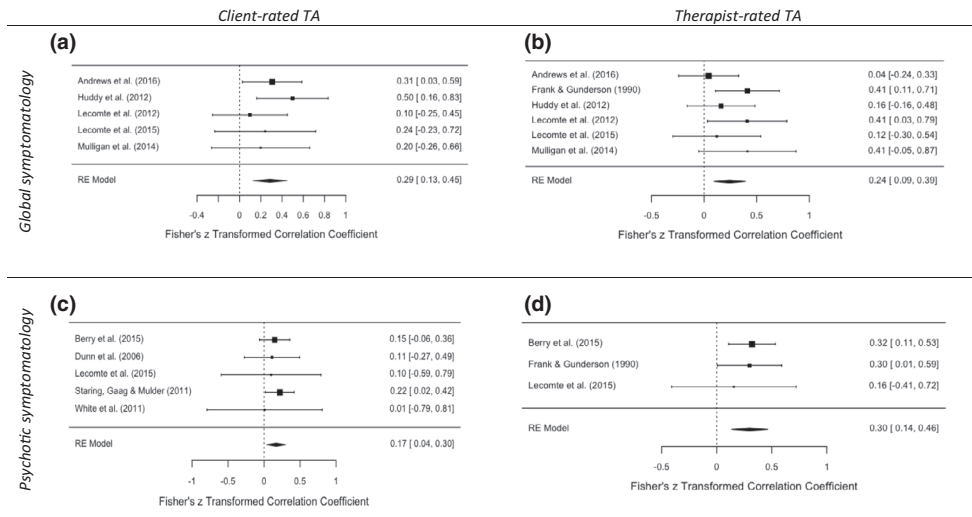 Client-rated TA
Therapist-rated TA
Global symptomatology
(a)
Andrews et al. (2016) 0.31 [ 0.03, 0.59]
Huddy et al. (2012) 0.50 [ 0.16, 0.83]
Lecomte et al. (2012) 0.10 [-0.25, 0.45]
Lecomte et al. (2015) 0.24 [-0.23, 0.72]
Mulligan et al. (2014) 0.20 [-0.26, 0.66]
RE Model 0.29 [ 0.13, 0.45]
-0.4 0 0.2 0.4 0.6 0.8 1
Fisher's z Transformed Correlation Coefficient
(b)
Andrews et al. (2016) 0.04 [-0.24, 0.33]
Frank & Gunderson (1990) 0.41 [ 0.11, 0.71]
Huddy et al. (2012) 0.16 [-0.16, 0.48]
Lecomte et al. (2012) 0.41 [ 0.03, 0.79]
Lecomte et al. (2015) 0.12 [-0.30, 0.54]
Mulligan et al. (2014) 0.41 [-0.05, 0.87]
RE Model 0.24 [ 0.09, 0.39]
-0.5 0 0.5 1
Fisher's z Transformed Correlation Coefficient
Psychotic symptomatology
(c)
Berry et al. (2015) 0.15 [-0.06, 0.36]
Dunn et al. (2006) 0.11 [-0.27, 0.49]
Lecomte et al. (2015) 0.10 [-0.59, 0.79]
Staring, Gaag & Mulder (2011) 0.22 [ 0.02, 0.42]
White et al. (2011) 0.01 [-0.79, 0.81]
RE Model 0.17 [ 0.04, 0.30]
-1 -0.5 0 0.5 1
Fisher's z Transformed Correlation Coefficient
(d)
Berry et al. (2015) 0.32 [ 0.11, 0.53]
Frank & Gunderson (1990) 0.30 [ 0.01, 0.59]
Lecomte et al. (2015) 0.16 [-0.41, 0.72]
RE Model 0.30 [ 0.14, 0.46]
-0.5 0 0.5 1
Fisher's z Transformed Correlation Coefficient